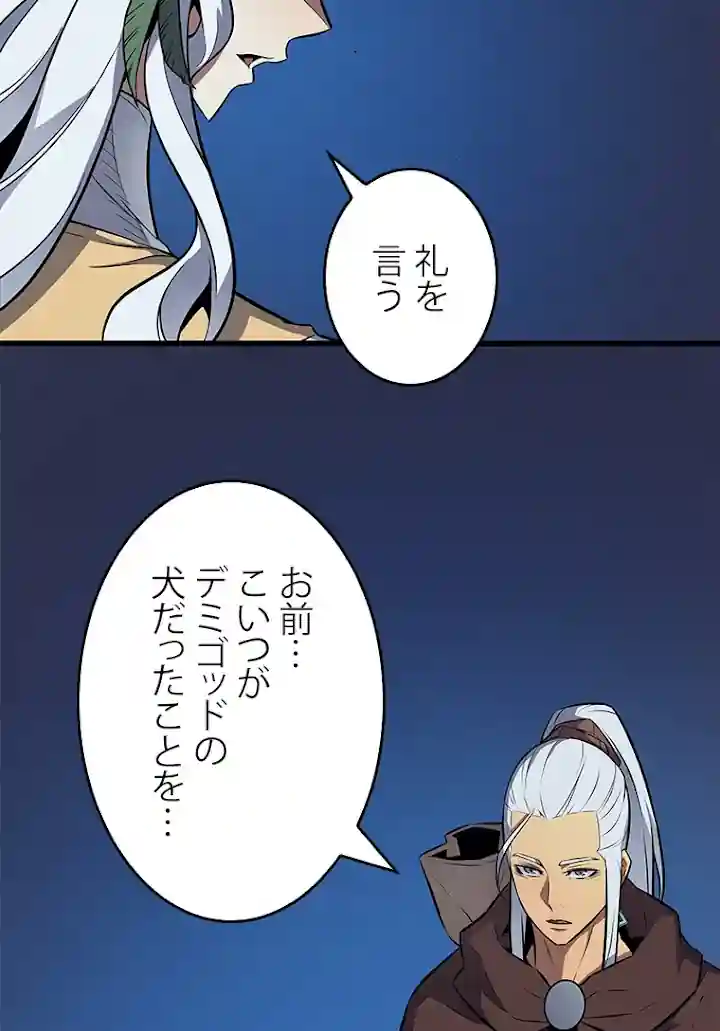 礼を
言う
お前…
こいつが
デミゴッドの
犬だったことを…